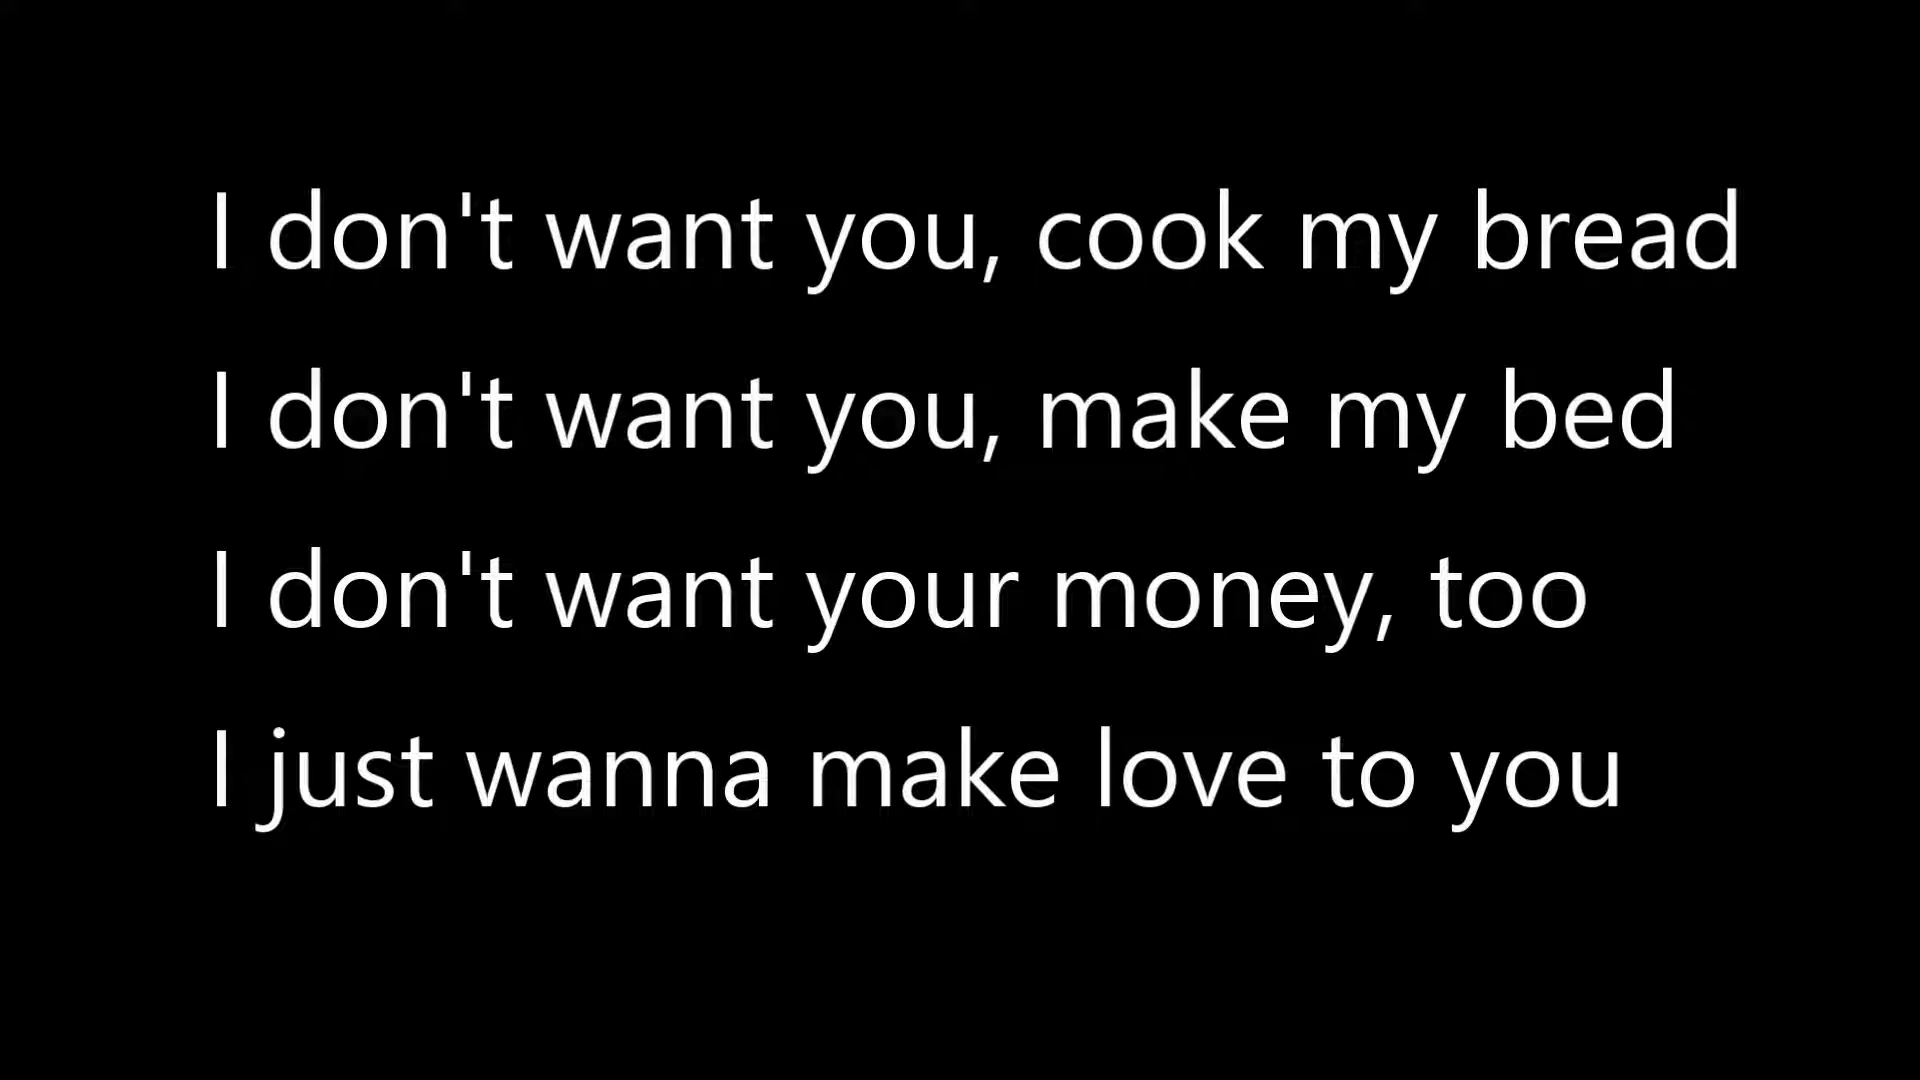 I don't want you, cook my bread
I don't want you, make my bed
I don't want your money, too
I just wanna make love to you